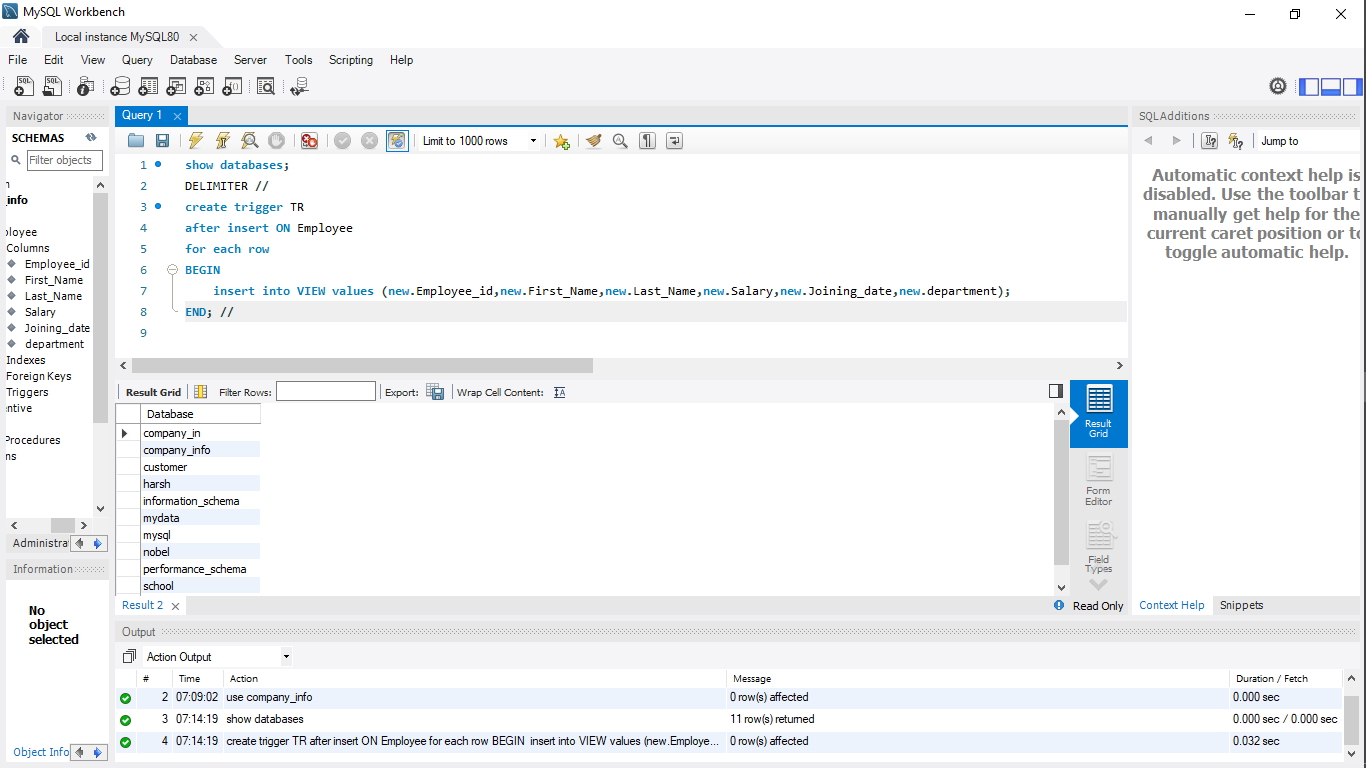 MySQL Workbench
Local instance MySQL80
File Edit View Query Database Server Tools Scripting Help
Navigator
SCHEMAS
Filter objects
_info
ployee
Columns
Employee_id
First_Name
Last_Name
Salary
Joining_date
department
Indexes
Foreign Keys
Triggers
entive
Procedures
ns
Administrat
Information
No
object
selected
Object Info
Query 1
Limit to 1000 rows
1 show databases;
2 DELIMITER //
3 create trigger TR
4 after insert ON Employee
5 for each row
6 BEGIN
7 insert into VIEW values (new.Employee_id,new.First_Name,new.Last_Name,new.Salary,new.Joining_date,new.department);
8 END; //
9
Result Grid Filter Rows: Export: Wrap Cell Content:
Database
company_in
company_info
customer
harsh
information_schema
mydata
mysql
nobel
performance_schema
school
Result
Grid
Form
Editor
Field
Types
Result 2
Read Only
SQLAdditions
Jump to
Automatic context help is
disabled. Use the toolbar t
manually get help for the
current caret position or to
toggle automatic help.
Context Help Snippets
Output
Action Output
# Time Action Message Duration / Fetch
2 07:09:02 use company_info 0 row(s) affected 0.000 sec
3 07:14:19 show databases 11 row(s) returned 0.000 sec / 0.000 sec
4 07:14:19 create trigger TR after insert ON Employee for each row BEGIN insert into VIEW values (new.Employe... 0 row(s) affected 0.032 sec